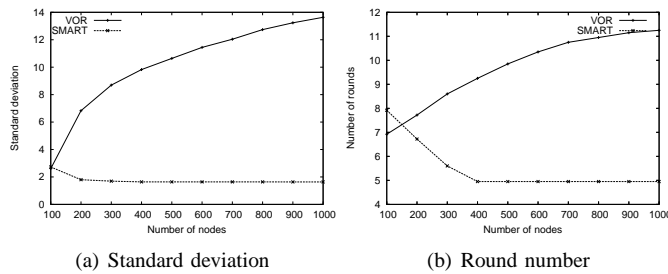 14
12
10
8
6
4
2
0
Standard deviation
VOR
SMART
100 200 300 400 500 600 700 800 900 1000
Number of nodes
(a) Standard deviation
12
11
10
9
8
7
6
5
4
Number of rounds
VOR
SMART
100 200 300 400 500 600 700 800 900 1000
Number of nodes
(b) Round number